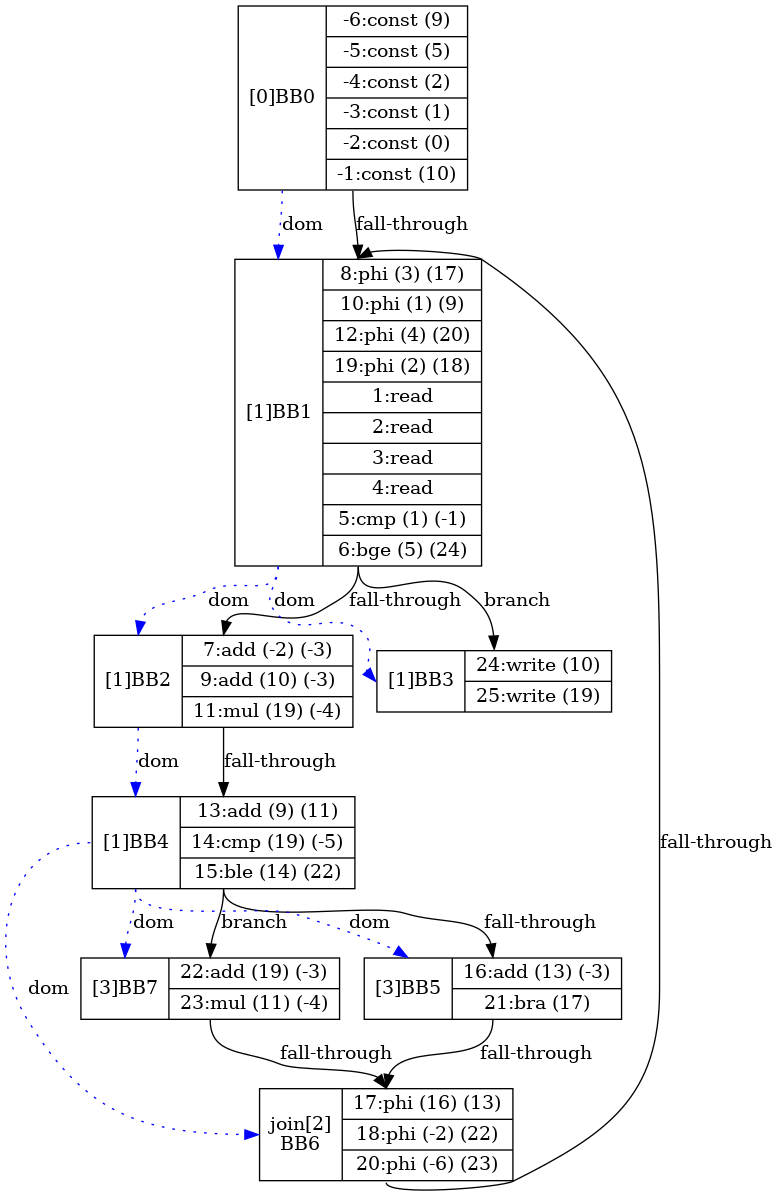 [0]BB0
-6:const (9)
-5:const (5)
-4:const (2)
-3:const (1)
-2:const (0)
-1:const (10)
dom
fall-through
[1]BB1
8:phi (3) (17)
10:phi (1) (9)
12:phi (4) (20)
19:phi (2) (18)
1:read
2:read
3:read
4:read
5:cmp (1) (-1)
6:bge (5) (24)
dom
dom
fall-through
branch
[1]BB2
7:add (-2) (-3)
9:add (10) (-3)
11:mul (19) (-4)
[1]BB3
24:write (10)
25:write (19)
dom
fall-through
[1]BB4
13:add (9) (11)
14:cmp (19) (-5)
15:ble (14) (22)
fall-through
dom
branch
dom
fall-through
[3]BB7
22:add (19) (-3)
23:mul (11) (-4)
[3]BB5
16:add (13) (-3)
21:bra (17)
dom
fall-through
fall-through
join[2]
BB6
17:phi (16) (13)
18:phi (-2) (22)
20:phi (-6) (23)